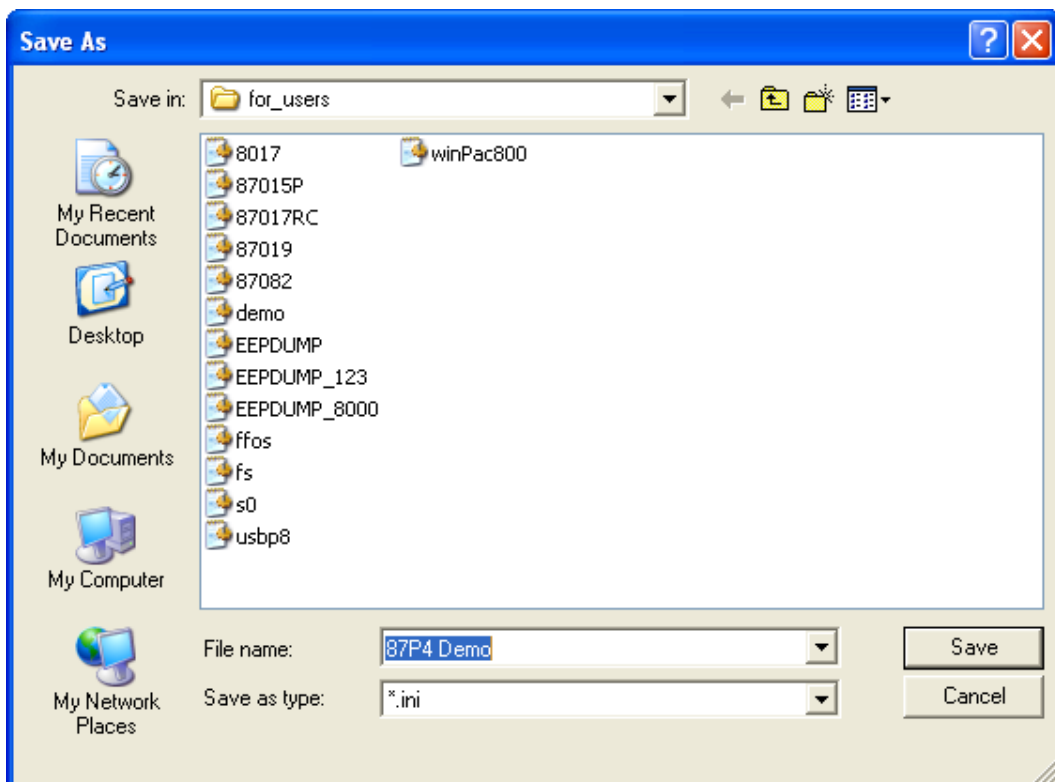 Save As
Save in:
for_users
My Recent
Documents
Desktop
My Documents
My Computer
My Network
Places
8017
87015P
87017RC
87019
87082
demo
EEPDUMP
EEPDUMP_123
EEPDUMP_8000
ffos
fs
s0
usbp8
winPac800
File name:
87P4 Demo
Save
Save as type:
*.ini
Cancel